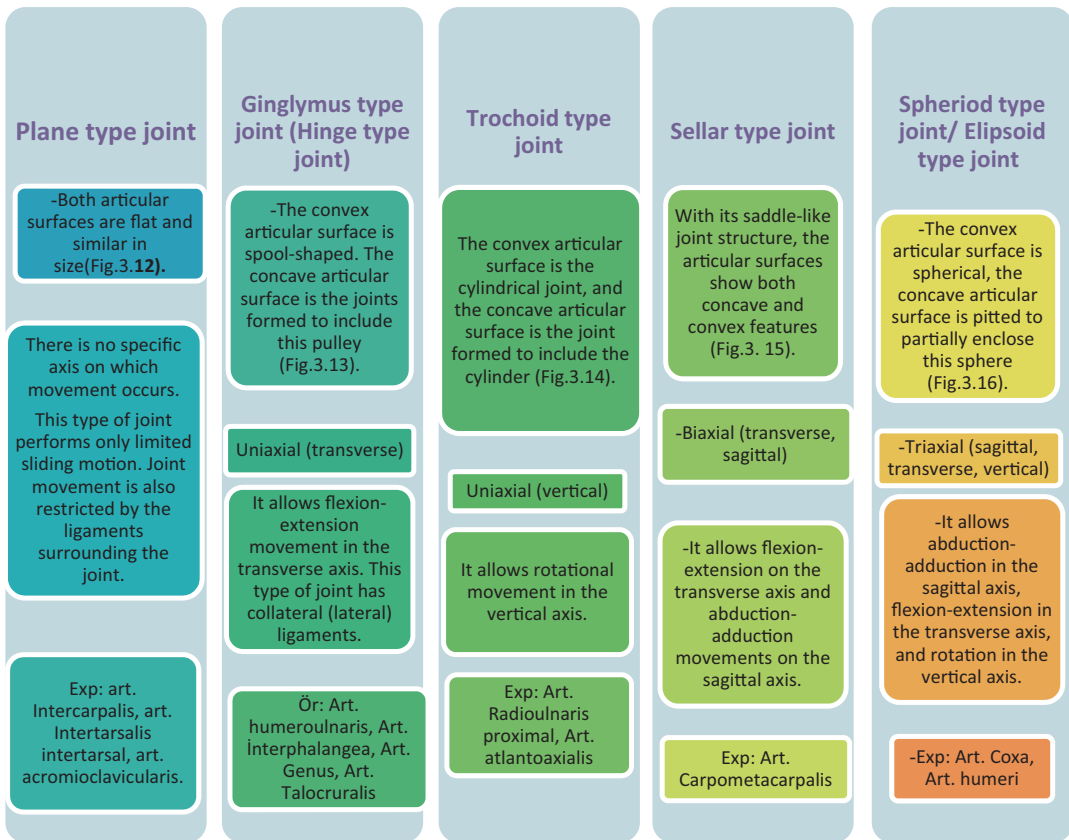 Plane type joint
-Both articular
surfaces are flat and
similar in
size(Fig.3.12).
There is no specific
axis on which
movement occurs.
This type of joint
performs only limited
sliding motion. Joint
movement is also
restricted by the
ligaments
surrounding the
joint.
Exp: art.
Intercarpalis, art.
Intertarsalis
intertarsal, art.
acromioclavicularis.
Ginglymus type
joint (Hinge type
joint)
-The convex
articular surface is
spool-shaped. The
concave articular
surface is the joints
formed to include
this pulley
(Fig.3.13).
Uniaxial (transverse)
It allows flexion-
extension
movement in the
transverse axis. This
type of joint has
collateral (lateral)
ligaments.
Ör: Art.
humeroulnaris, Art.
İnterphalangea, Art.
Genus, Art.
Talocruralis
Trochoid type
joint
The convex articular
surface is the
cylindrical joint, and
the concave articular
surface is the joint
formed to include the
cylinder (Fig.3.14).
Uniaxial (vertical)
It allows rotational
movement in the
vertical axis.
Exp: Art.
Radioulnaris
proximal, Art.
atlantoaxialis
Sellar type joint
With its saddle-like
joint structure, the
articular surfaces
show both
concave and
convex features
(Fig.3. 15).
-Biaxial (transverse,
sagittal)
-It allows flexion-
extension on the
transverse axis and
abduction-
adduction
movements on the
sagittal axis.
Exp: Art.
Carpometacarpalis
Spheriod type
joint/ Elipsoid
type joint
-The convex
articular surface is
spherical, the
concave articular
surface is pitted to
partially enclose
this sphere
(Fig.3.16).
-Triaxial (sagittal,
transverse, vertical)
-It allows
abduction-
adduction in the
sagittal axis,
flexion-extension in
the transverse axis,
and rotation in the
vertical axis.
-Exp: Art. Coxa,
Art. humeri